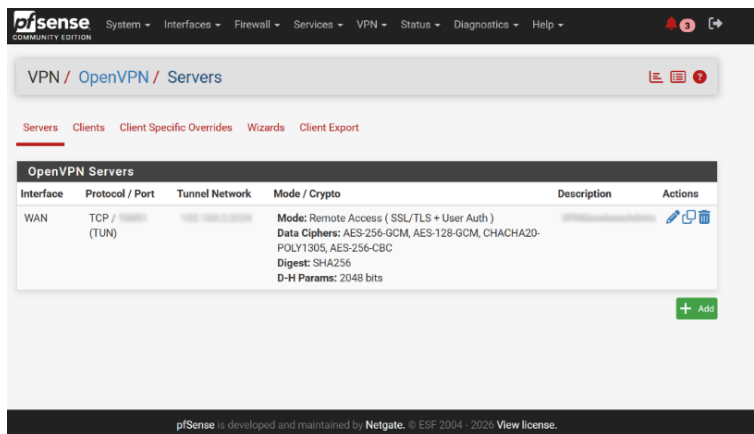 pfsense
COMMUNITY EDITION
System Interfaces Firewall Services VPN Status Diagnostics Help 3
VPN / OpenVPN / Servers
Servers Clients Client Specific Overrides Wizards Client Export
OpenVPN Servers
Interface Protocol / Port Tunnel Network Mode / Crypto Description Actions
WAN TCP / Mode: Remote Access ( SSL/TLS + User Auth )
(TUN) Data Ciphers: AES-256-GCM, AES-128-GCM, CHACHA20-
POLY1305, AES-256-CBC
Digest: SHA256
D-H Params: 2048 bits
+ Add
pfSense is developed and maintained by Netgate. © ESF 2004 - 2026 View license.